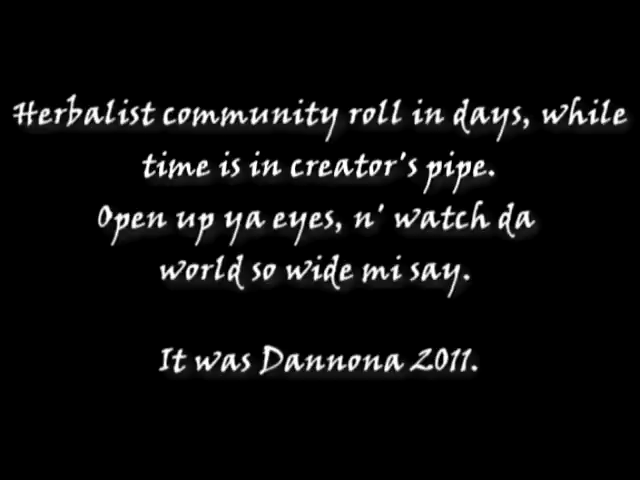 Herbalist community roll in days, while
time is in creator's pipe.
Open up ya eyes, n' watch da
world so wide mi say.
It was Dannona 2011.